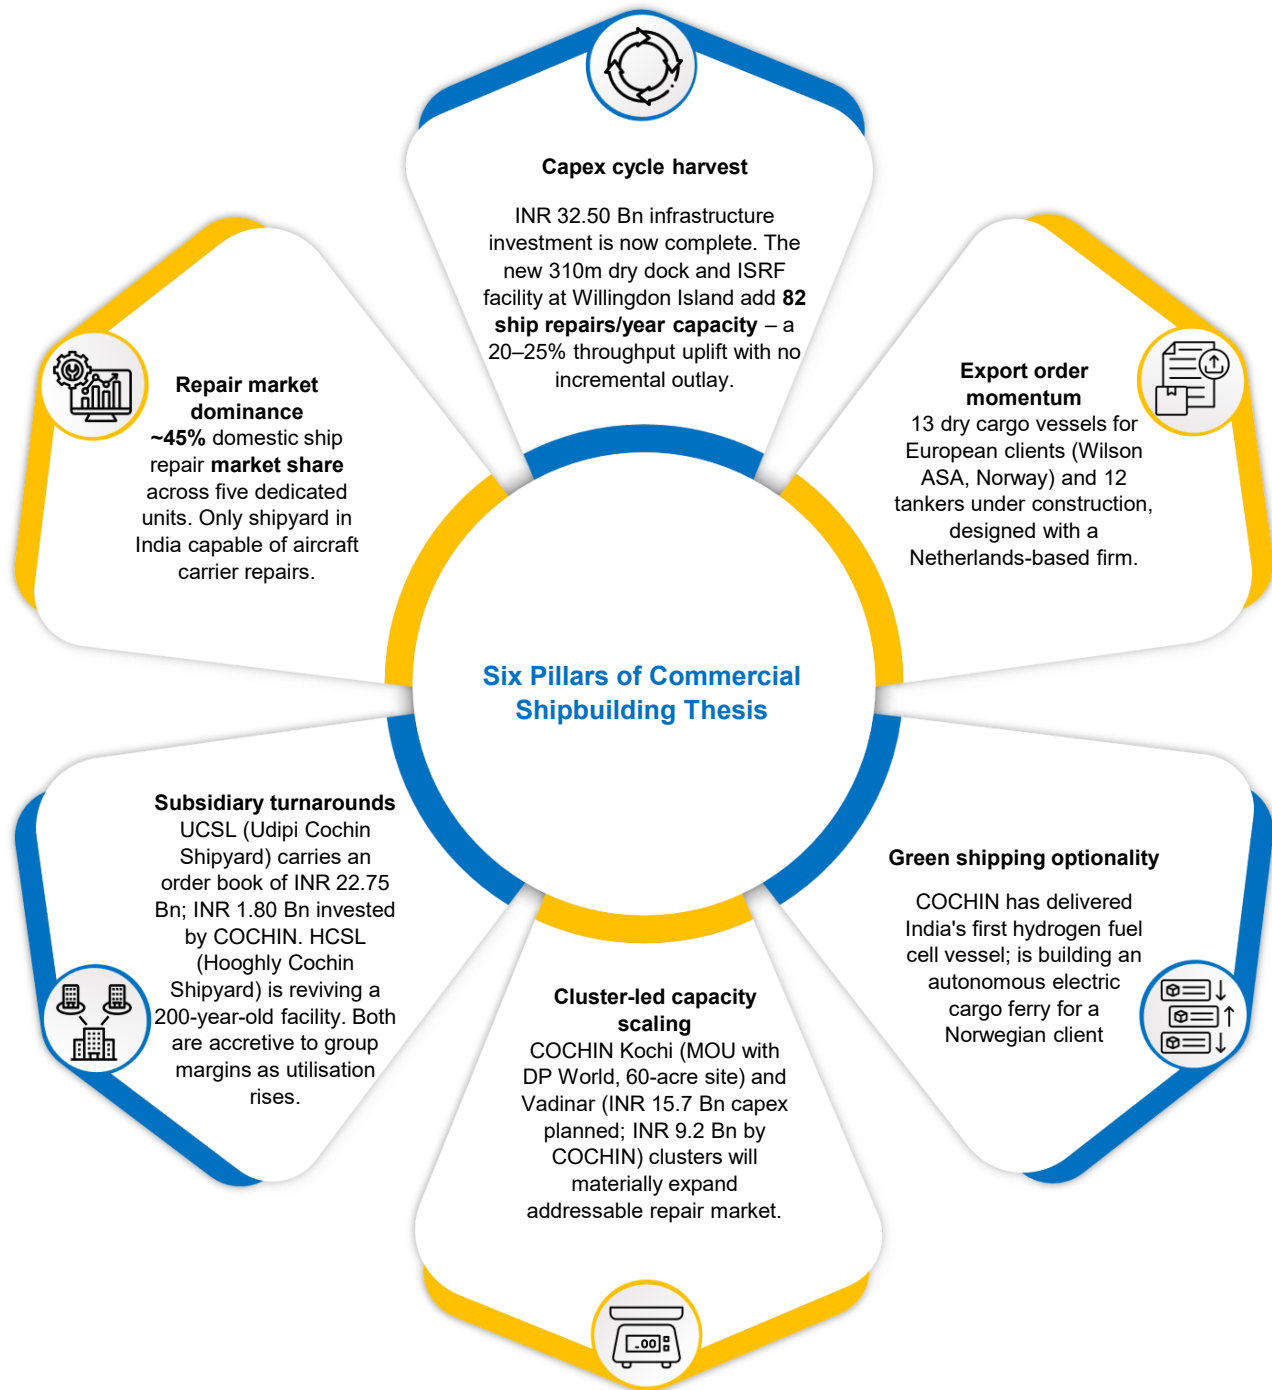 Six Pillars of Commercial
Shipbuilding Thesis
Capex cycle harvest
INR 32.50 Bn infrastructure
investment is now complete. The
new 310m dry dock and ISRF
facility at Willingdon Island add 82
ship repairs/year capacity – a
20–25% throughput uplift with no
incremental outlay.
Export order
momentum
13 dry cargo vessels for
European clients (Wilson
ASA, Norway) and 12
tankers under construction,
designed with a
Netherlands-based firm.
Green shipping optionality
COCHIN has delivered
India's first hydrogen fuel
cell vessel; is building an
autonomous electric
cargo ferry for a
Norwegian client
Cluster-led capacity
scaling
COCHIN Kochi (MOU with
DP World, 60-acre site) and
Vadinar (INR 15.7 Bn capex
planned; INR 9.2 Bn by
COCHIN) clusters will
materially expand
addressable repair market.
.00
Subsidiary turnarounds
UCSL (Udipi Cochin
Shipyard) carries an
order book of INR 22.75
Bn; INR 1.80 Bn invested
by COCHIN. HCSL
(Hooghly Cochin
Shipyard) is reviving a
200-year-old facility. Both
are accretive to group
margins as utilisation
rises.
Repair market
dominance
~45% domestic ship
repair market share
across five dedicated
units. Only shipyard in
India capable of aircraft
carrier repairs.